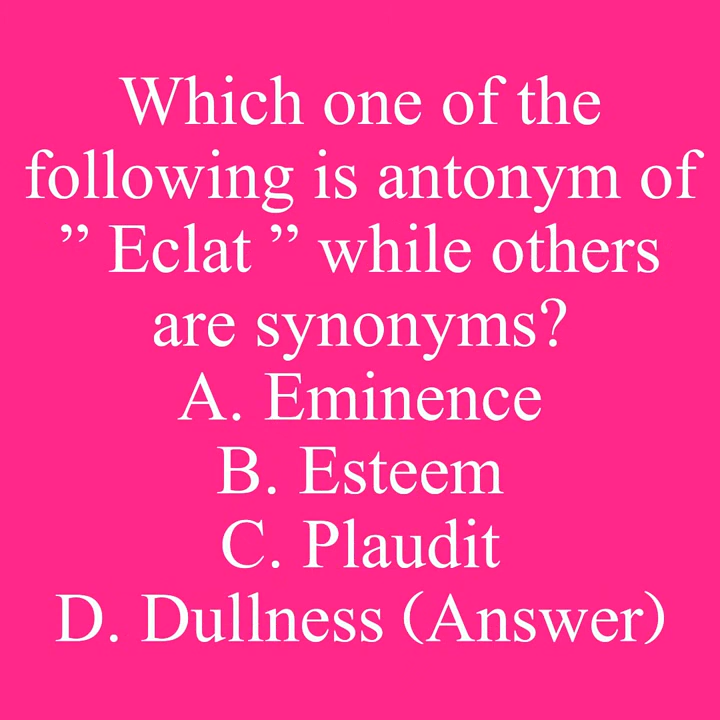 Which one of the
following is antonym of
” Eclat ” while others
are synonyms?
A. Eminence
B. Esteem
C. Plaudit
D. Dullness (Answer)